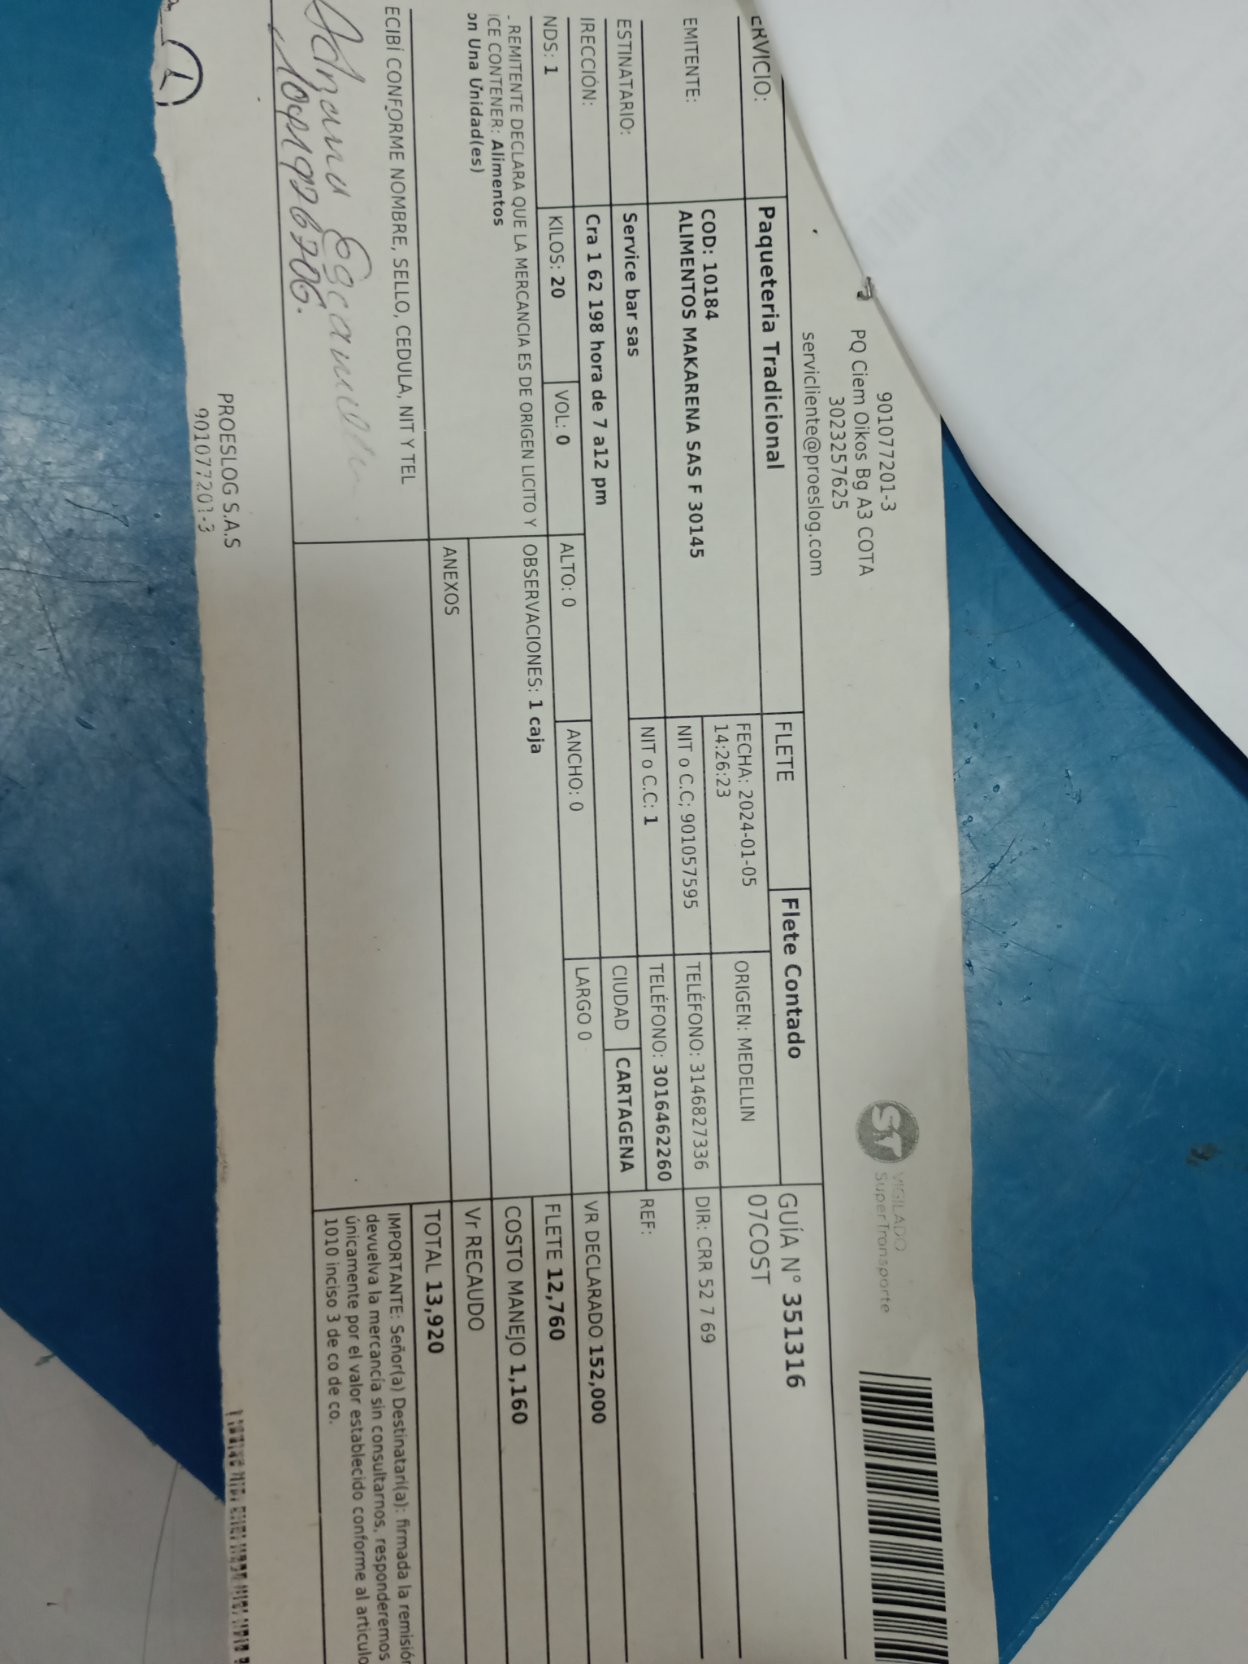 901077201-3
PQ Ciem Oikos Bg A3 COTA
3023257625
servicliente@proeslog.com
VIGILADO
SuperTransporte
ERVICIO: Paqueteria Tradicional FLETE Flete Contado GUÍA N° 351316
07COST
EMITENTE: COD: 10184
ALIMENTOS MAKARENA SAS F 30145
FECHA: 2024-01-05
14:26:23
ORIGEN: MEDELLIN
NIT o C.C: 901057595 TELÉFONO: 3146827336 DIR: CRR 52 7 69
ESTINATARIO: Service bar sas NIT o C.C: 1 TELÉFONO: 3016462260 REF:
IRECCIÓN: Cra 1 62 198 hora de 7 a12 pm CIUDAD CARTAGENA
NDS: 1 KILOS: 20 VOL: 0 ALTO: 0 ANCHO: 0 LARGO 0 VR DECLARADO 152,000
REMITENTE DECLARA QUE LA MERCANCIA ES DE ORIGEN LICITO Y
ICE CONTENER: Alimentos
on Una Unidad(es)
OBSERVACIONES: 1 caja
FLETE 12,760
COSTO MANEJO 1,160
Vr RECAUDO
ANEXOS
TOTAL 13,920
ECIBÍ CONFORME NOMBRE, SELLO, CEDULA, NIT Y TEL
IMPORTANTE: Señor(a) Destinatari(a): firmada la remisión
devuelva la mercancía sin consultarnos, responderemos
únicamente por el valor establecido conforme al articulo
1010 inciso 3 de co de co.
PROESLOG S.A.S
901077201-3